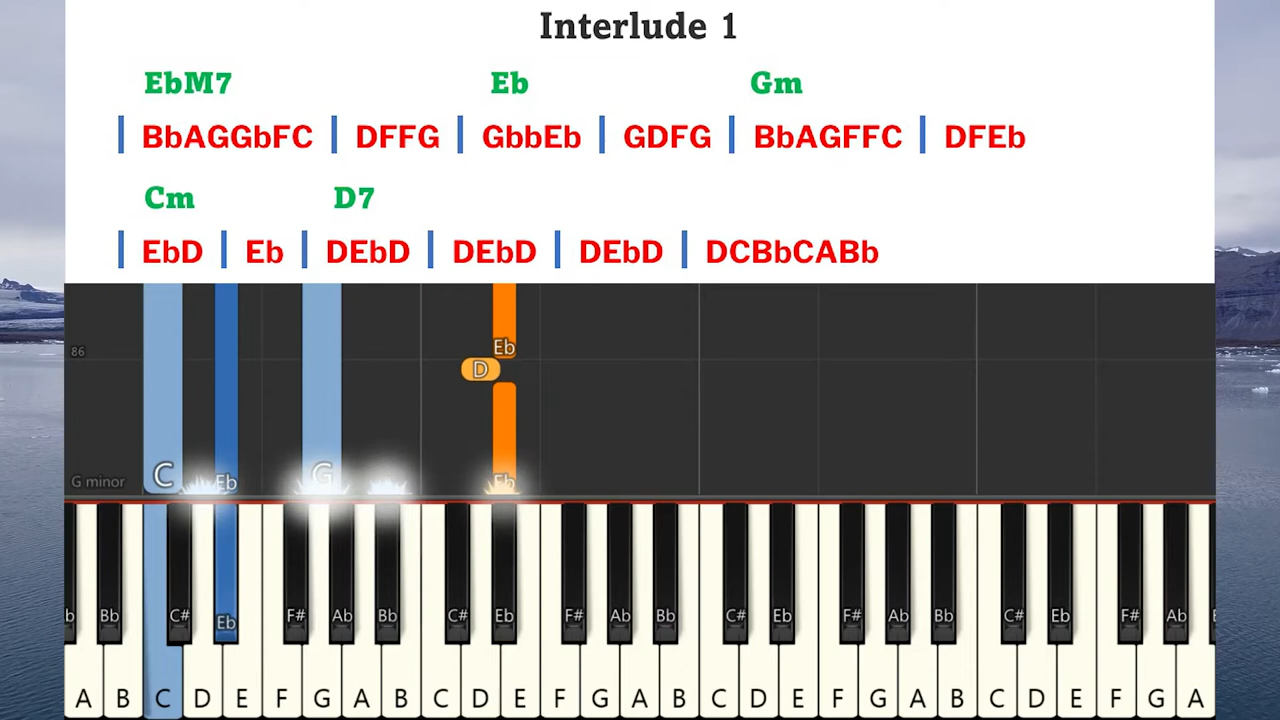 Interlude 1
EbM7 Eb Gm
| BbAGGbFC | DFFG | GbbEb | GDFG | BbAGFFC | DFEb
Cm D7
| EbD | Eb | DEbD | DEbD | DEbD | DCBbCABb
Eb
86
D
G minor C Eb G Eb
b Bb C# Eb F# Ab Bb C# Eb F# Ab Bb C# Eb F# Ab Bb C# Eb F# Ab
A B C D E F G A B C D E F G A B C D E F G A B C D E F G A